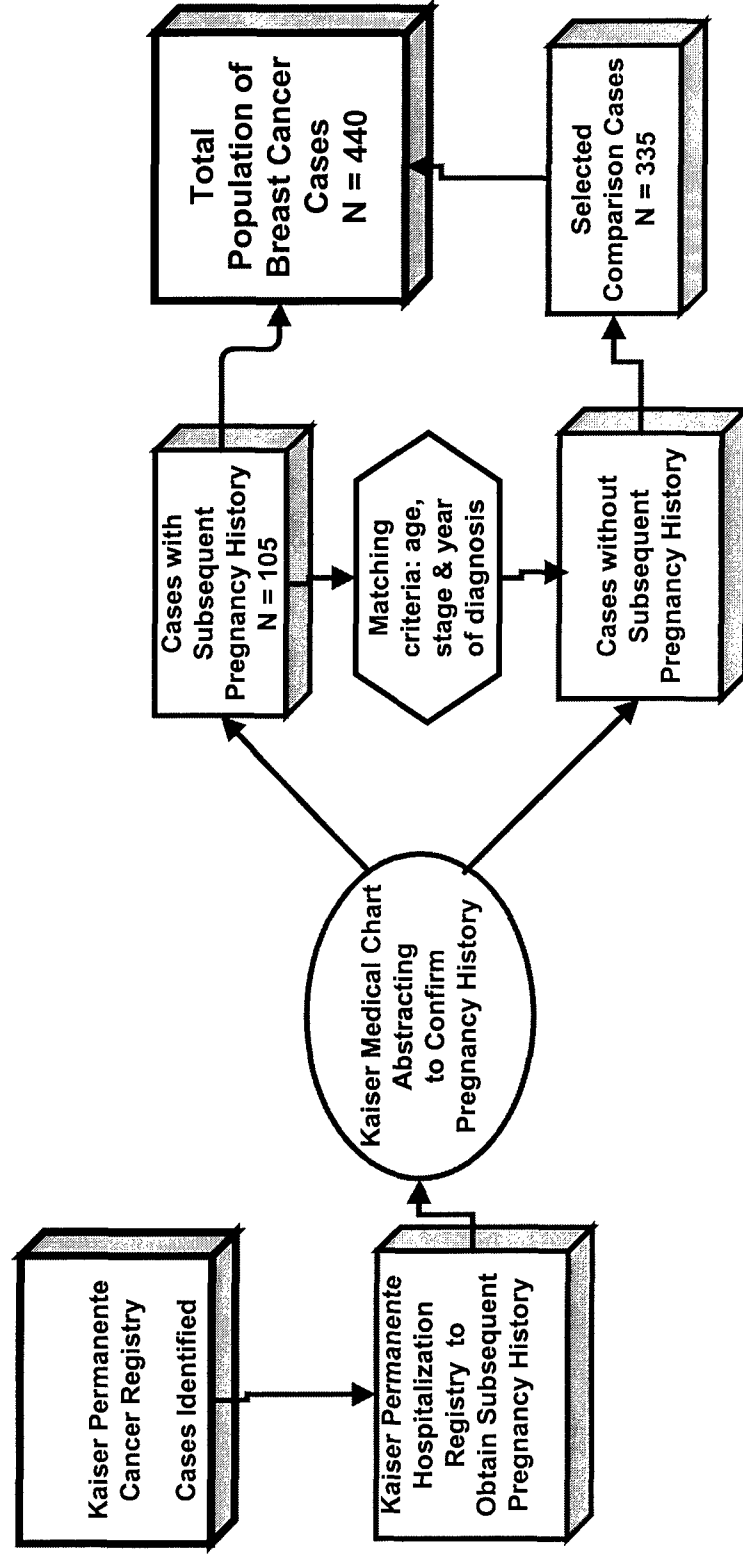 Kaiser Permanente
Cancer Registry
Cases Identified
Kaiser Permanente
Hospitalization
Registry to
Obtain Subsequent
Pregnancy History
Kaiser Medical Chart
Abstracting
to Confirm
Pregnancy History
Cases with
Subsequent
Pregnancy History
N = 105
Matching
criteria: age,
stage & year
of diagnosis
Cases without
Subsequent
Pregnancy History
Selected
Comparison Cases
N = 335
Total
Population of
Breast Cancer
Cases
N = 440